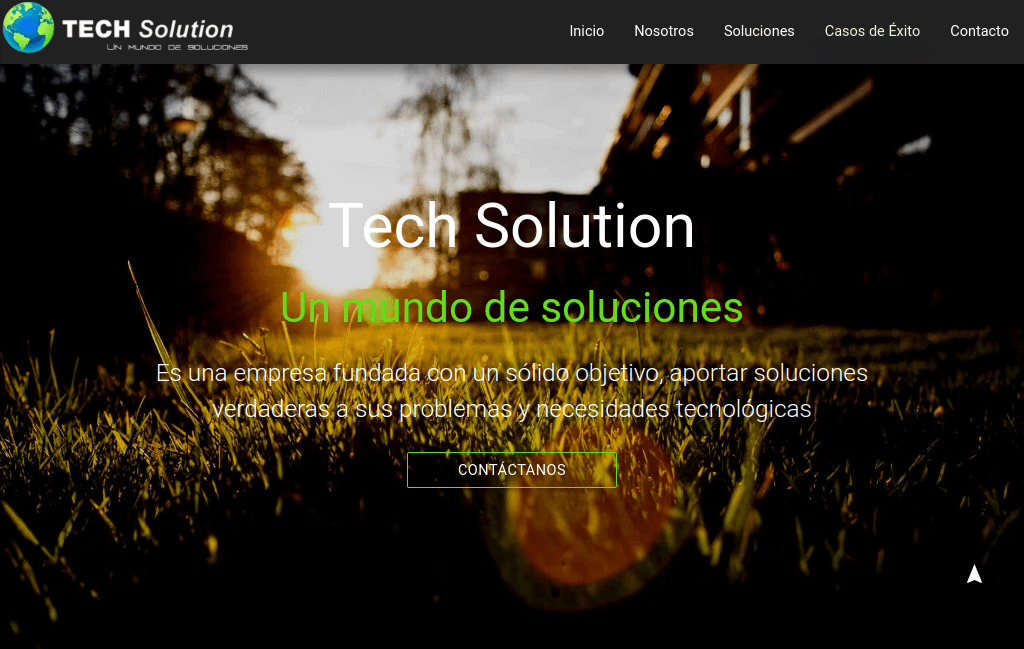 TECH Solution
Un mundo de soluciones
Inicio Nosotros Soluciones Casos de Éxito Contacto
Tech Solution
Un mundo de soluciones
Es una empresa fundada con un sólido objetivo, aportar soluciones
verdaderas a sus problemas y necesidades tecnológicas
CONTÁCTANOS